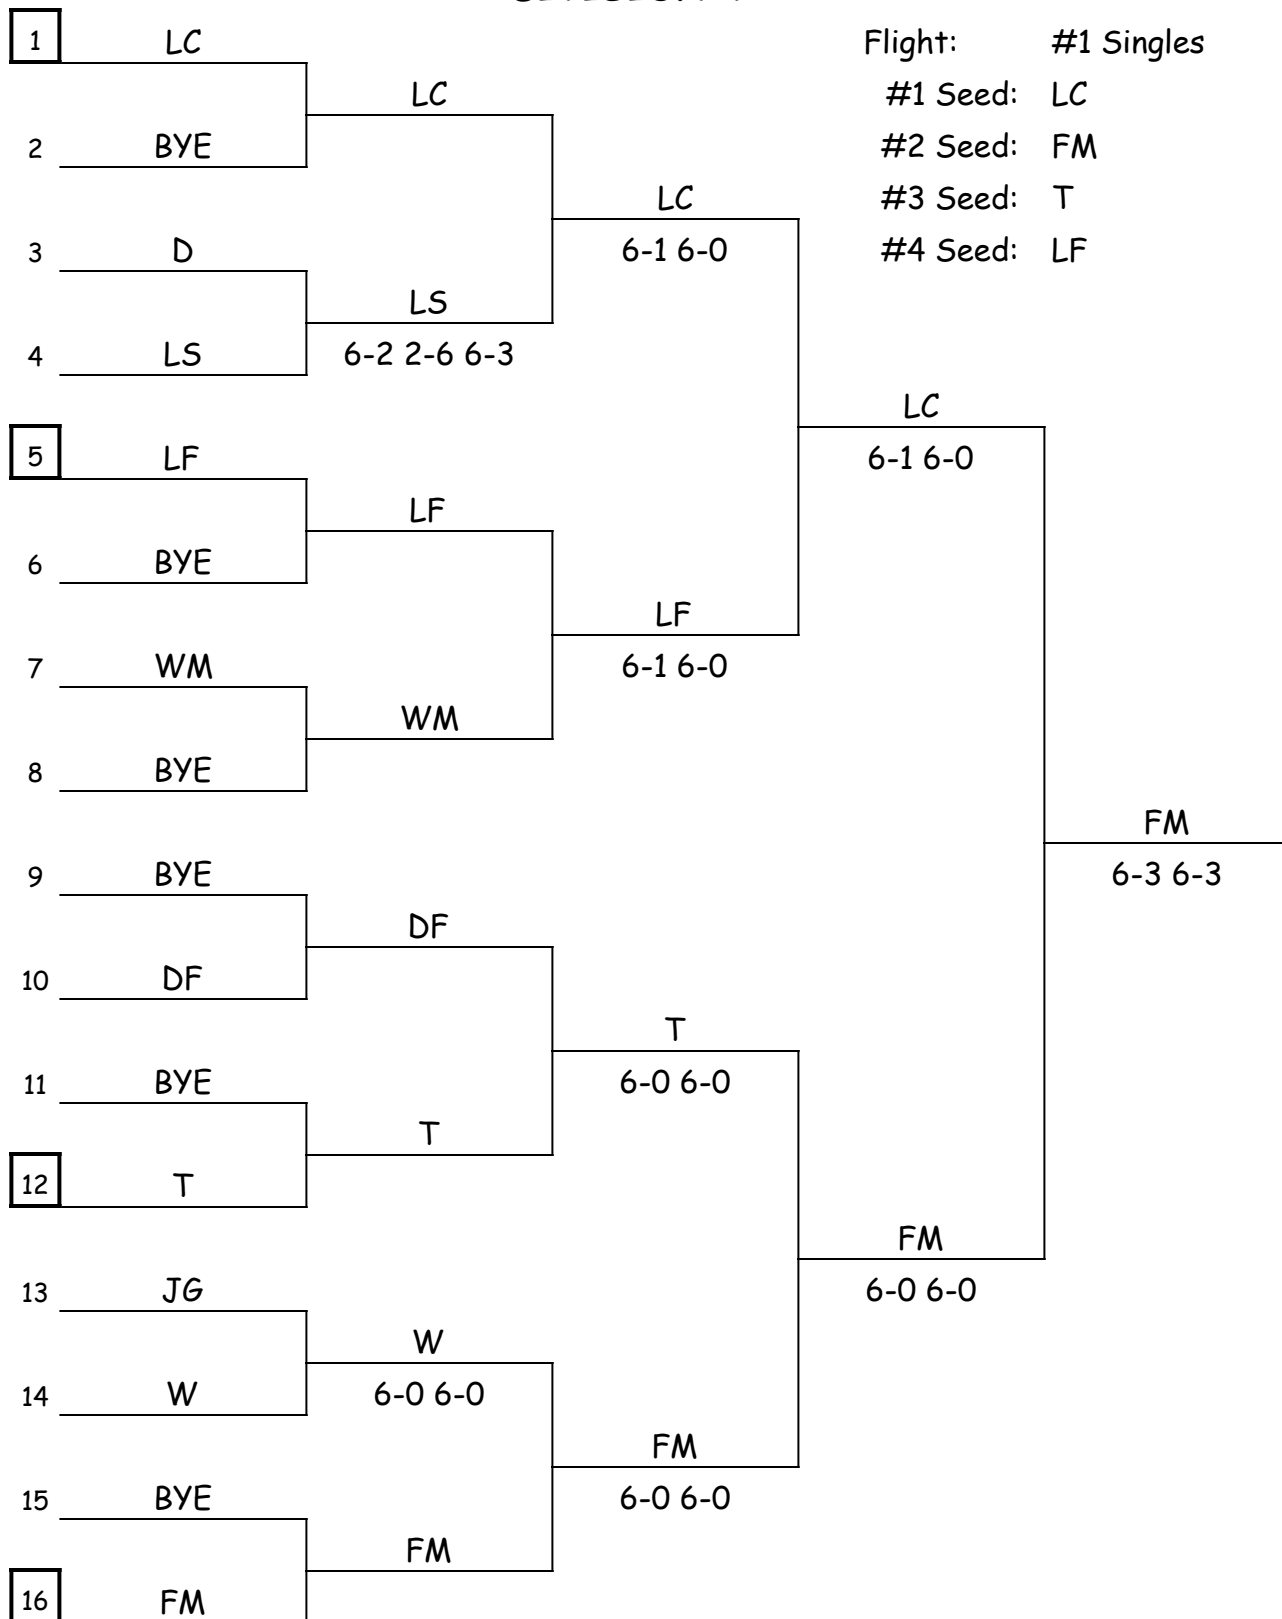 1 LC Flight: #1 Singles
LC #1 Seed: LC
2 BYE #2 Seed: FM
LC #3 Seed: T
3 D 6-1 6-0 #4 Seed: LF
LS
4 LS 6-2 2-6 6-3
LC
5 LF 6-1 6-0
LF
6 BYE
LF
7 WM 6-1 6-0
WM
8 BYE
FM
9 BYE 6-3 6-3
DF
10 DF
T
11 BYE 6-0 6-0
T
12 T
FM
13 JG 6-0 6-0
W
14 W 6-0 6-0
FM
15 BYE 6-0 6-0
FM
16 FM